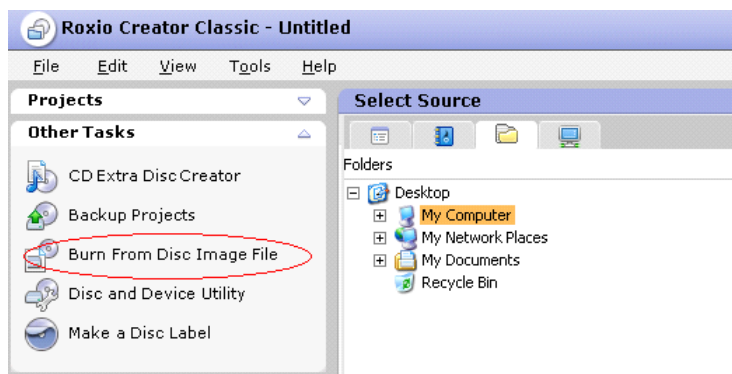 Roxio Creator Classic - Untitled
File Edit View Tools Help
Projects
Other Tasks
CD Extra Disc Creator
Backup Projects
Burn From Disc Image File
Disc and Device Utility
Make a Disc Label
Select Source
Folders
Desktop
My Computer
My Network Places
My Documents
Recycle Bin